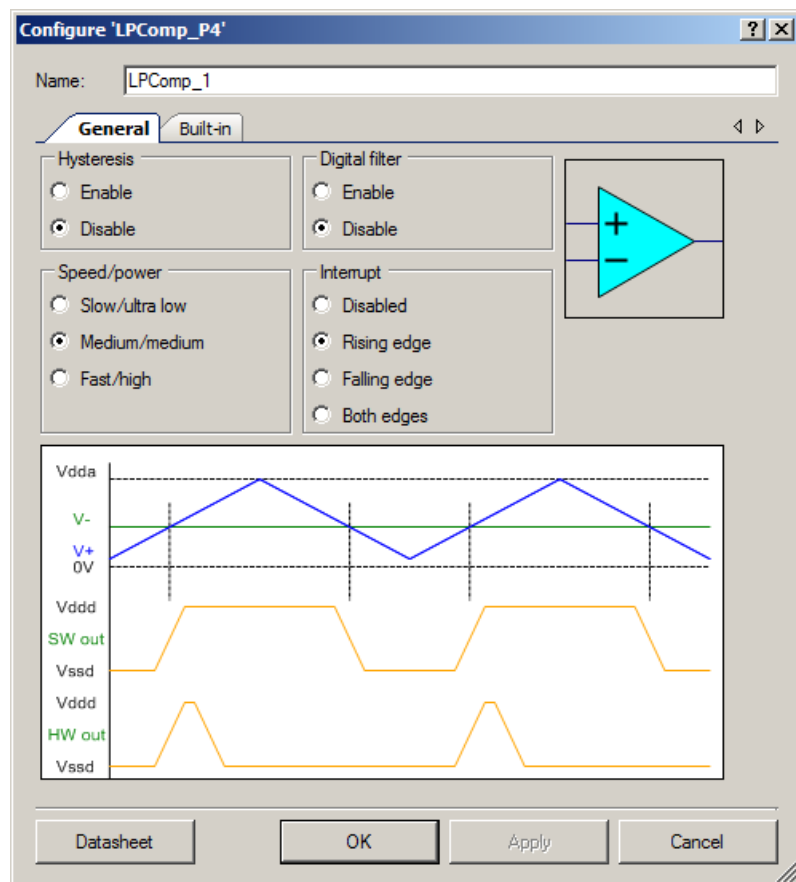 Configure 'LPComp_P4'
Name: LPComp_1
General Built-in
Hysteresis
Enable
Disable
Digital filter
Enable
Disable
Speed/power
Slow/ultra low
Medium/medium
Fast/high
Interrupt
Disabled
Rising edge
Falling edge
Both edges
+
−
Vdda
V-
V+
0V
Vddd
SW out
Vssd
Vddd
HW out
Vssd
Datasheet OK Apply Cancel